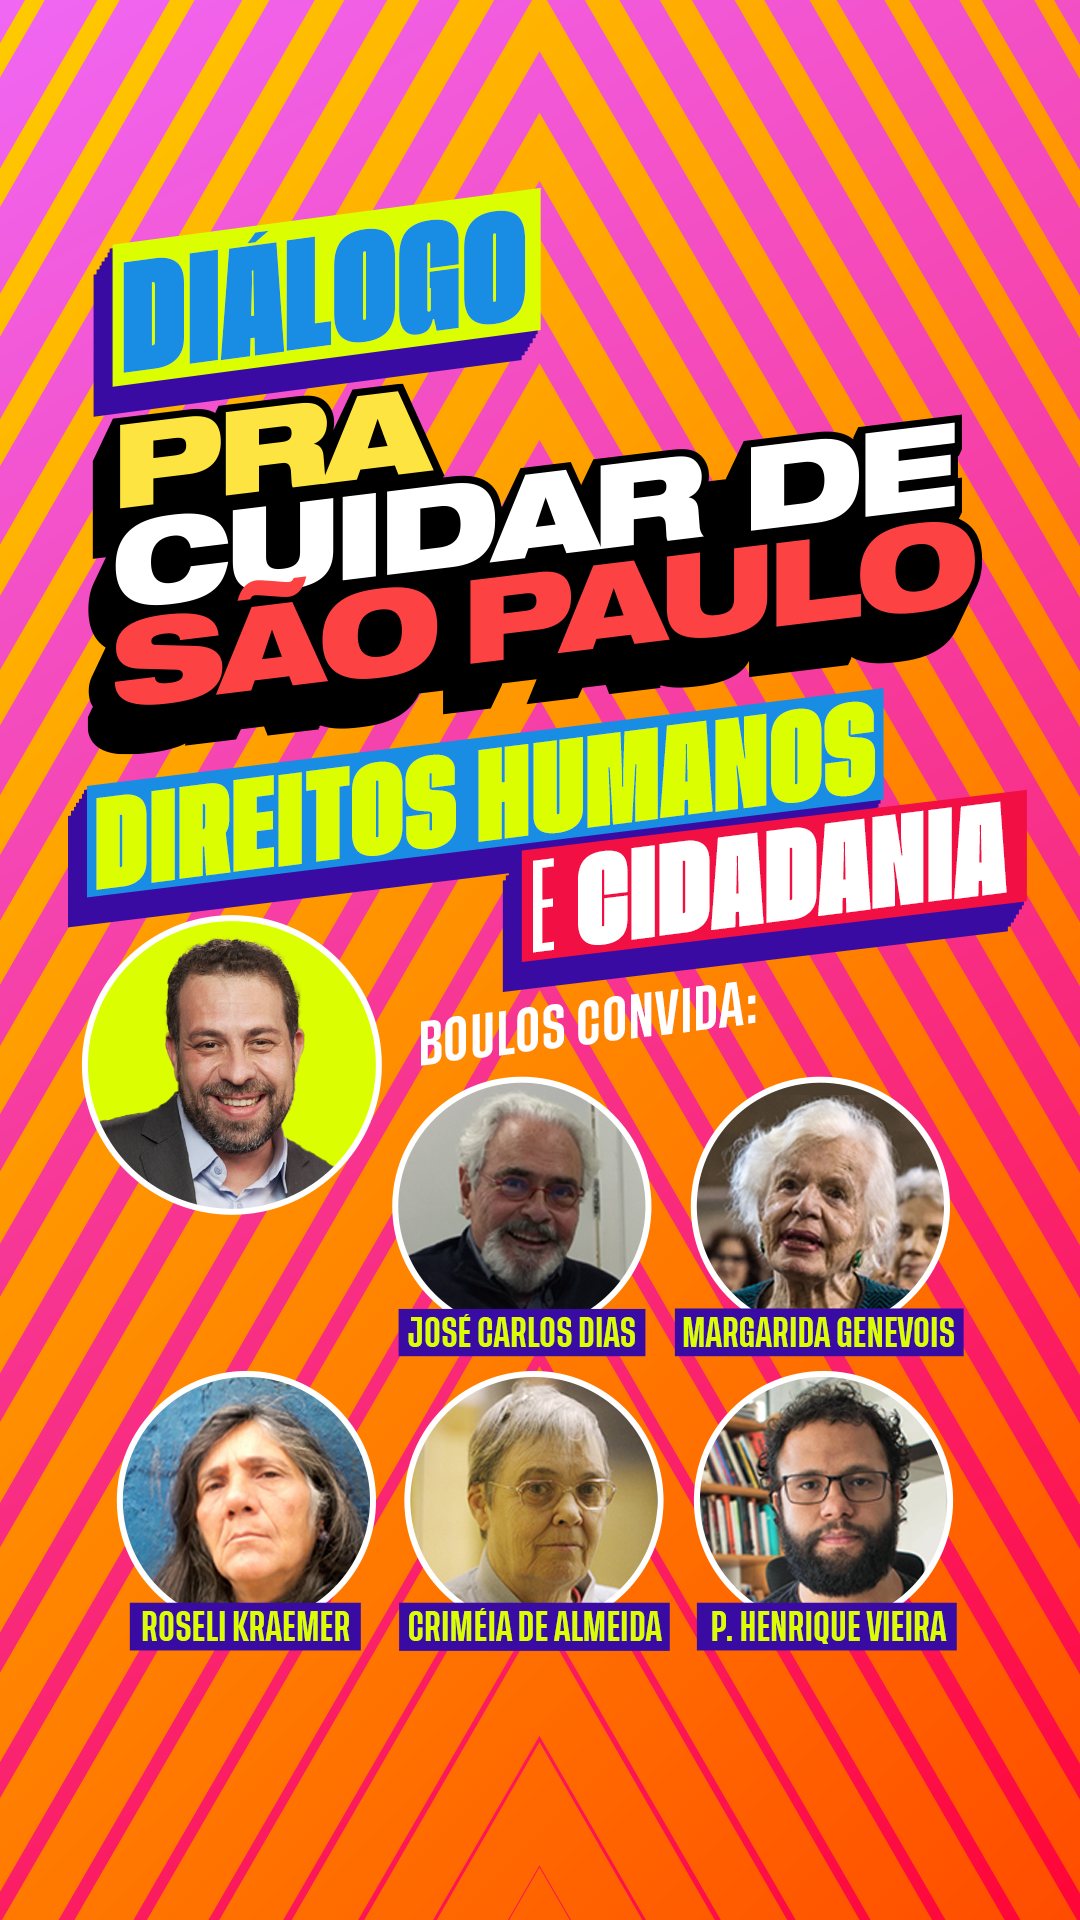 DIÁLOGO
PRA
CUIDAR DE
SÃO PAULO
DIREITOS HUMANOS
E CIDADANIA
BOULOS CONVIDA:
JOSÉ CARLOS DIAS
MARGARIDA GENEVOIS
ROSELI KRAEMER
CRIMÉIA DE ALMEIDA
P. HENRIQUE VIEIRA